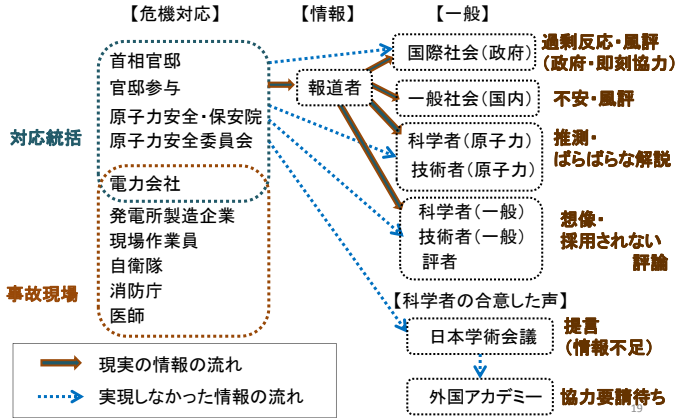 【危機対応】
【情報】
【一般】
首相官邸
官邸参与
原子力安全・保安院
原子力安全委員会
対応統括
電力会社
発電所製造企業
現場作業員
自衛隊
消防庁
医師
事故現場
報道者
国際社会(政府)
過剰反応・風評
(政府・即刻協力)
一般社会(国内)
不安・風評
科学者(原子力)
技術者(原子力)
推測・
ばらばらな解説
科学者(一般)
技術者(一般)
評者
想像・
採用されない
評論
【科学者の合意した声】
日本学術会議
提言
(情報不足)
外国アカデミー
協力要請待ち
現実の情報の流れ
実現しなかった情報の流れ
19